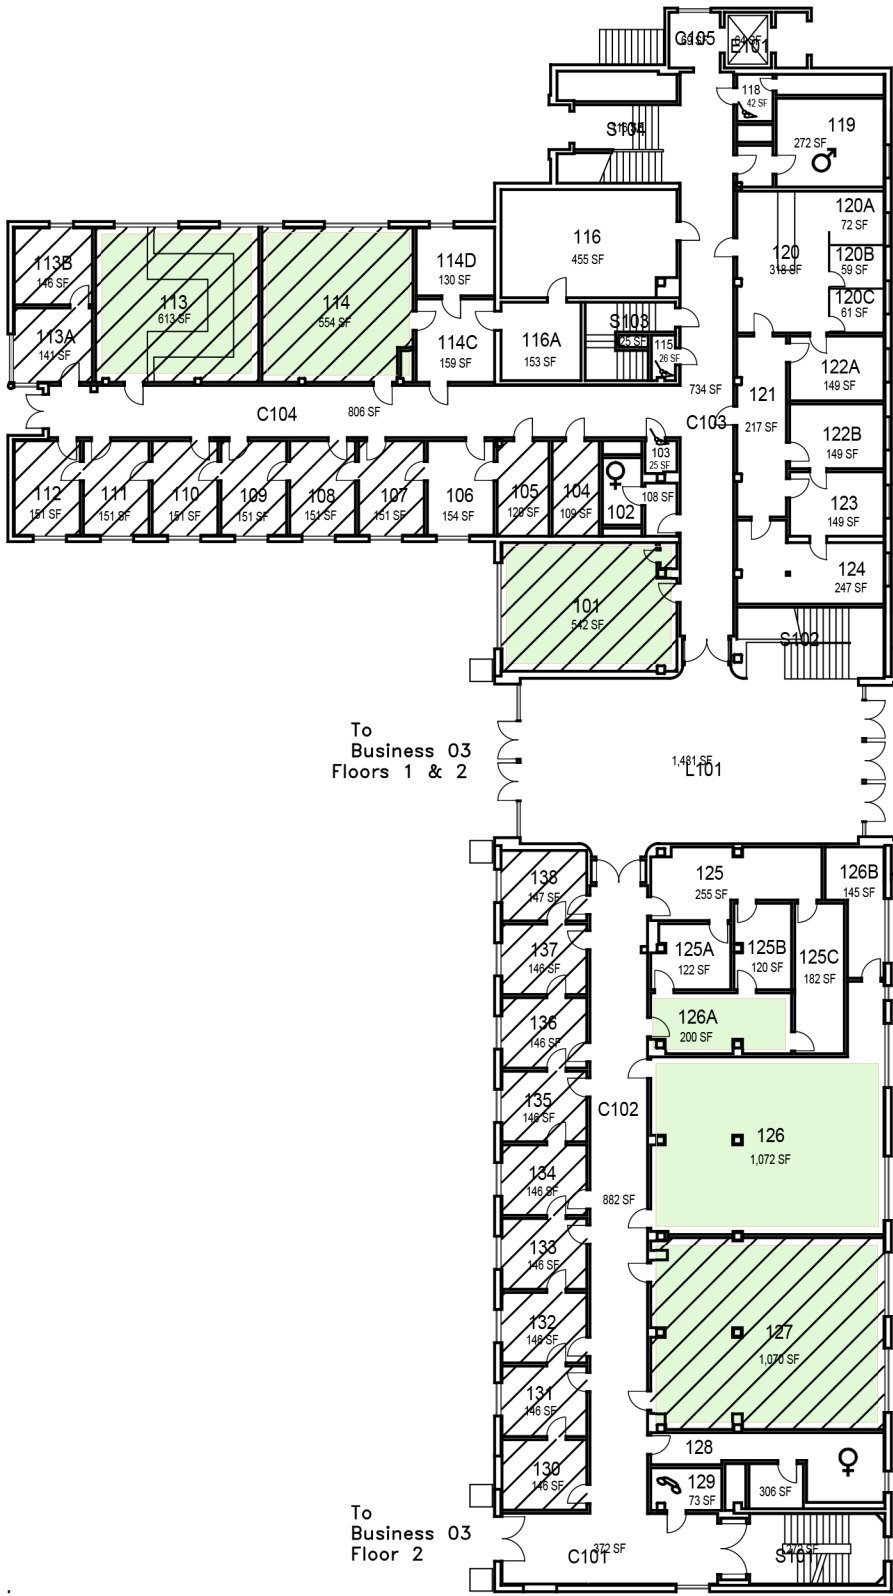 C105
69 SF
64 SF
E101
118
42 SF
119
272 SF
S104
120A
72 SF
120
318 SF
120B
59 SF
120C
61 SF
116
455 SF
113B
146 SF
113
613 SF
114
554 SF
114D
130 SF
113A
141 SF
114C
159 SF
116A
153 SF
S103
25 SF
115
26 SF
122A
149 SF
121
217 SF
734 SF
C103
C104
806 SF
122B
149 SF
103
25 SF
112
151 SF
111
151 SF
110
151 SF
109
151 SF
108
151 SF
107
151 SF
106
154 SF
105
128 SF
104
109 SF
102
108 SF
123
149 SF
124
247 SF
101
542 SF
S102
To
Business 03
Floors 1 & 2
1,481 SF
L101
138
147 SF
125
255 SF
126B
145 SF
137
146 SF
125A
122 SF
125B
120 SF
125C
182 SF
136
146 SF
126A
200 SF
135
146 SF
C102
126
1,072 SF
134
146 SF
882 SF
133
146 SF
132
146 SF
127
1,070 SF
131
146 SF
130
146 SF
128
129
73 SF
306 SF
To
Business 03
Floor 2
372 SF
C101
S101